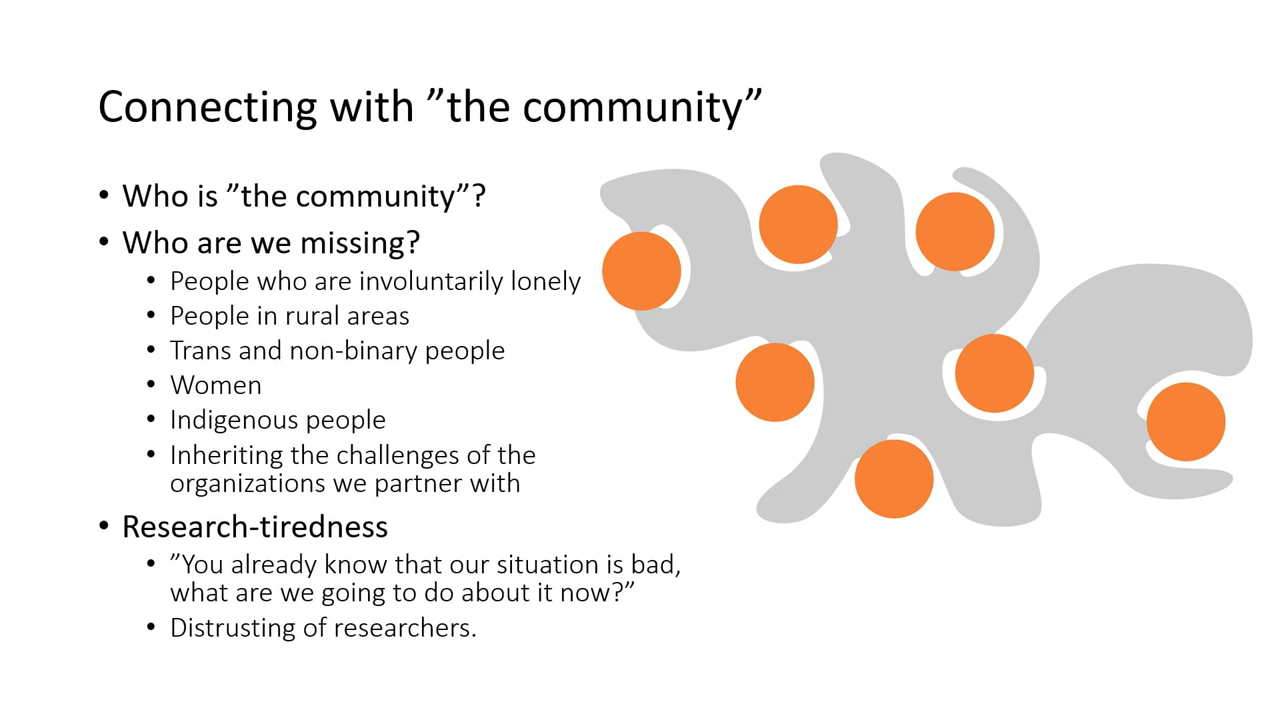 Connecting with ”the community”
• Who is ”the community”?
• Who are we missing?
• People who are involuntarily lonely
• People in rural areas
• Trans and non-binary people
• Women
• Indigenous people
• Inheriting the challenges of the
organizations we partner with
• Research-tiredness
• ”You already know that our situation is bad,
what are we going to do about it now?”
• Distrusting of researchers.